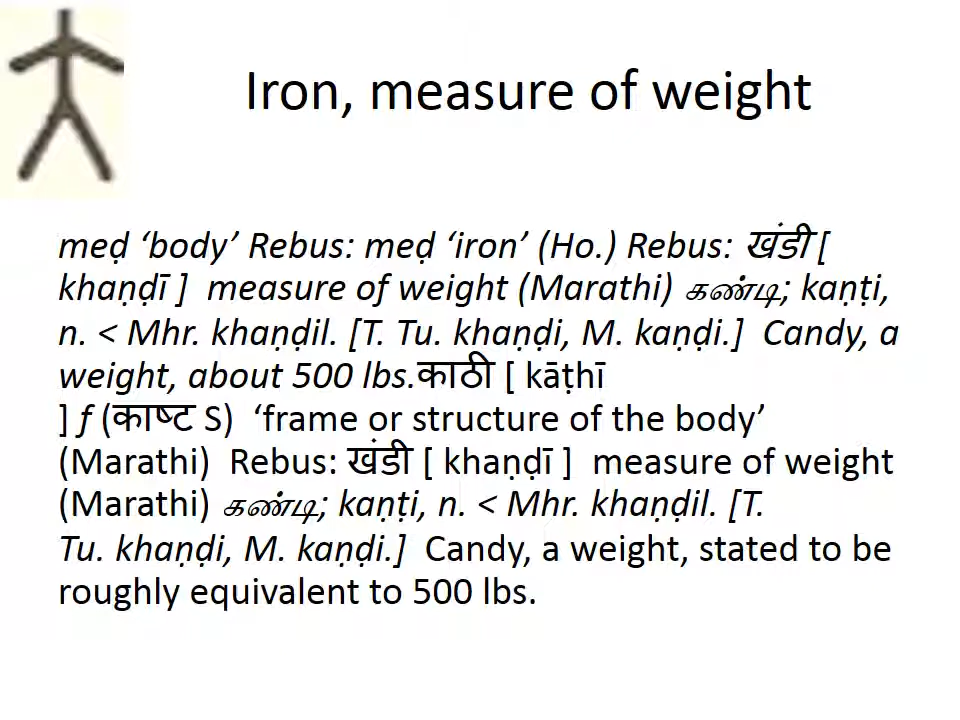 Iron, measure of weight
meḍ ‘body’ Rebus: meḍ ‘iron’ (Ho.) Rebus: खंडी [
khaṇḍī ]  measure of weight (Marathi) கண்டி; kaṇṭi,
n. < Mhr. khaṇḍil. [T. Tu. khaṇḍi, M. kaṇḍi.]  Candy, a
weight, about 500 lbs.काठी [ kāṭhī
] f (काष्ट S)  ‘frame or structure of the body’
(Marathi)  Rebus: खंडी [ khaṇḍī ]  measure of weight
(Marathi) கண்டி; kaṇṭi, n. < Mhr. khaṇḍil. [T.
Tu. khaṇḍi, M. kaṇḍi.]  Candy, a weight, stated to be
roughly equivalent to 500 lbs.